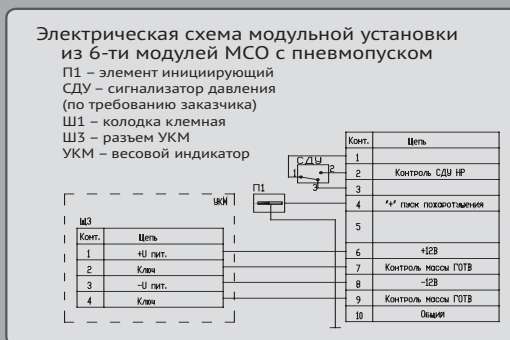 Электрическая схема модульной установки
из 6-ти модулей МСО с пневмопуском
П1 – элемент инициирующий
СДУ – сигнализатор давления
(по требованию заказчика)
Ш1 – колодка клемная
Ш3 – разъем УКМ
УКМ – весовой индикатор
УКМ
Ш3
Конт. Цепь
1 +U пит.
2 Ключ
3 -U пит.
4 Ключ
П1
СДУ
1 2
3
Конт. Цепь
1
2 Контроль СДУ НР
3
4 "+" пуск пожаротушения
5
6 +12В
7 Контроль массы ГОТВ
8 -12В
9 Контроль массы ГОТВ
10 Общий